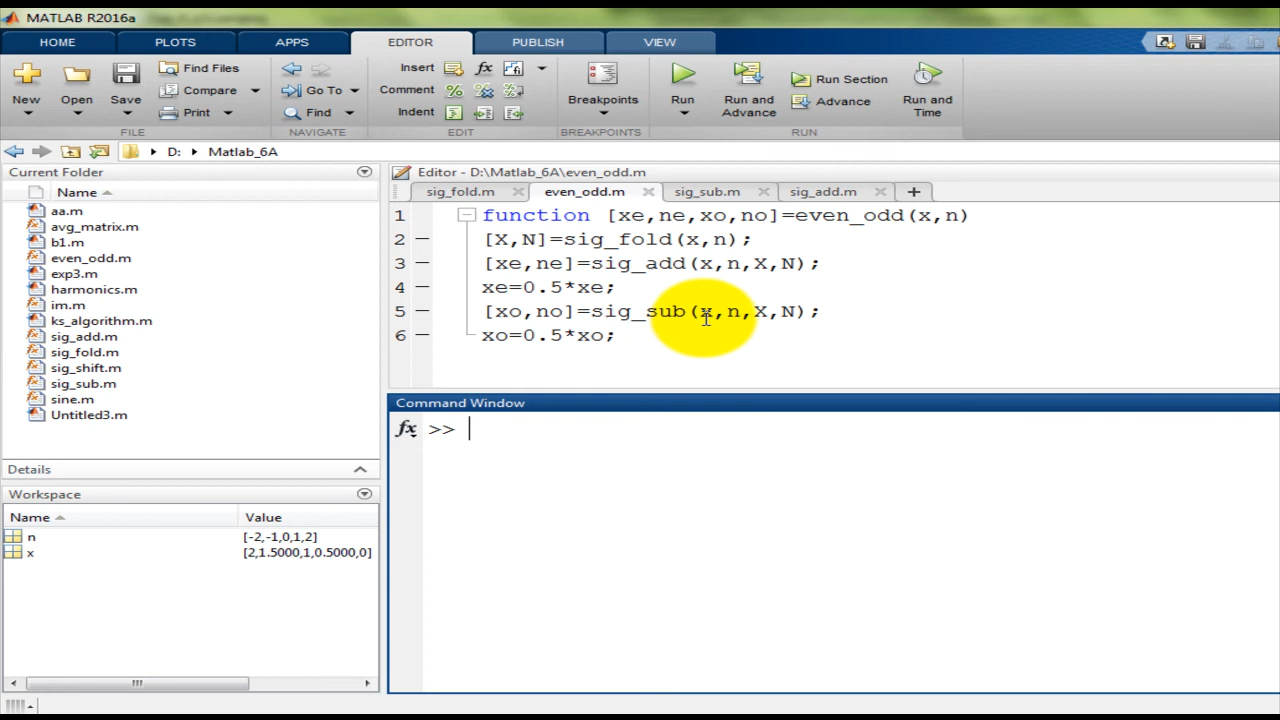 MATLAB R2016a
HOME PLOTS APPS EDITOR PUBLISH VIEW
New Open Save Find Files Compare Print
Insert fx
Comment
Indent
Go To Find
Breakpoints Run Run and Advance Run Section Advance Run and Time
FILE NAVIGATE EDIT BREAKPOINTS RUN
D: Matlab_6A
Current Folder
Name
aa.m
avg_matrix.m
b1.m
even_odd.m
exp3.m
harmonics.m
im.m
ks_algorithm.m
sig_add.m
sig_fold.m
sig_shift.m
sig_sub.m
sine.m
Untitled3.m
Details
Workspace
Name Value
n [-2,-1,0,1,2]
x [2,1.5000,1,0.5000,0]
Editor - D:\Matlab_6A\even_odd.m
sig_fold.m even_odd.m sig_sub.m sig_add.m
1 function [xe,ne,xo,no]=even_odd(x,n)
2 [X,N]=sig_fold(x,n);
3 [xe,ne]=sig_add(x,n,X,N);
4 xe=0.5*xe;
5 [xo,no]=sig_sub(x,n,X,N);
6 xo=0.5*xo;
Command Window
fx >>